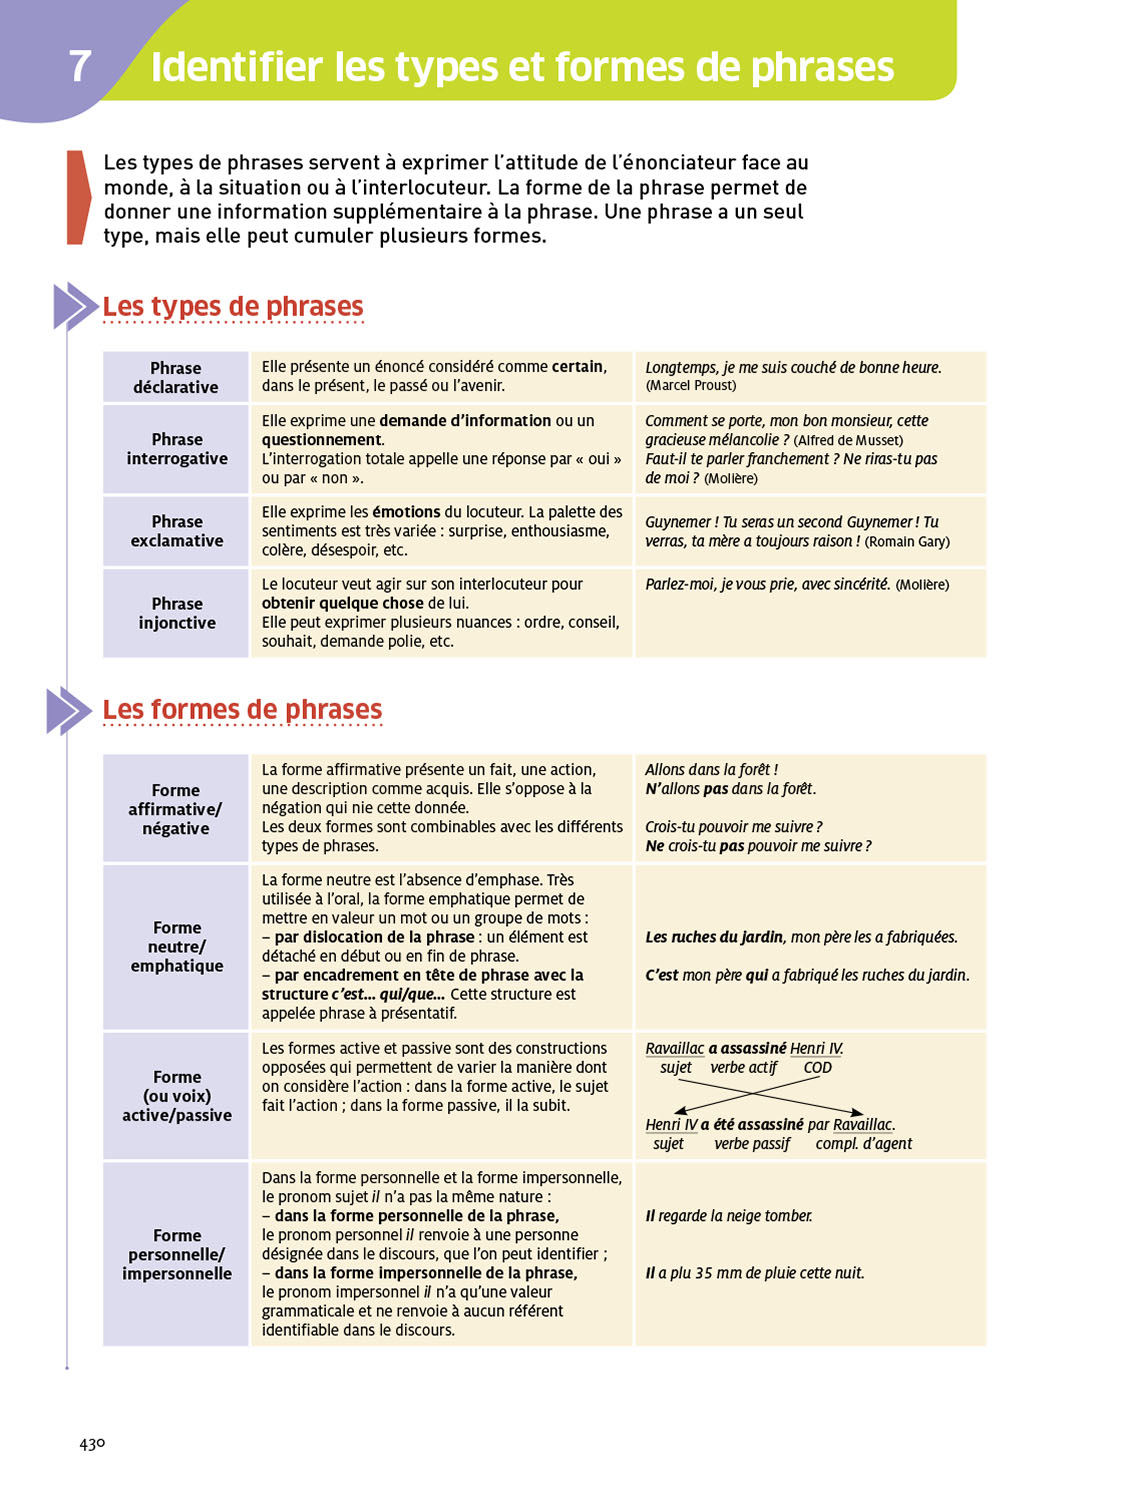 7
Identifier les types et formes de phrases
Les types de phrases servent à exprimer l’attitude de l’énonciateur face au
monde, à la situation ou à l’interlocuteur. La forme de la phrase permet de
donner une information supplémentaire à la phrase. Une phrase a un seul
type, mais elle peut cumuler plusieurs formes.
Les types de phrases
Phrase
déclarative
Elle présente un énoncé considéré comme certain,
dans le présent, le passé ou l’avenir.
Longtemps, je me suis couché de bonne heure.
(Marcel Proust)
Phrase
interrogative
Elle exprime une demande d’information ou un
questionnement.
L’interrogation totale appelle une réponse par « oui »
ou par « non ».
Comment se porte, mon bon monsieur, cette
gracieuse mélancolie ? (Alfred de Musset)
Faut-il te parler franchement ? Ne riras-tu pas
de moi ? (Molière)
Phrase
exclamative
Elle exprime les émotions du locuteur. La palette des
sentiments est très variée : surprise, enthousiasme,
colère, désespoir, etc.
Guynemer ! Tu seras un second Guynemer ! Tu
verras, ta mère a toujours raison ! (Romain Gary)
Phrase
injonctive
Le locuteur veut agir sur son interlocuteur pour
obtenir quelque chose de lui.
Elle peut exprimer plusieurs nuances : ordre, conseil,
souhait, demande polie, etc.
Parlez-moi, je vous prie, avec sincérité. (Molière)
Les formes de phrases
Forme
affirmative/
négative
La forme affirmative présente un fait, une action,
une description comme acquis. Elle s’oppose à la
négation qui nie cette donnée.
Les deux formes sont combinables avec les différents
types de phrases.
Allons dans la forêt !
N’allons pas dans la forêt.
Crois-tu pouvoir me suivre ?
Ne crois-tu pas pouvoir me suivre ?
Forme
neutre/
emphatique
La forme neutre est l’absence d’emphase. Très
utilisée à l’oral, la forme emphatique permet de
mettre en valeur un mot ou un groupe de mots :
– par dislocation de la phrase : un élément est
détaché en début ou en fin de phrase.
– par encadrement en tête de phrase avec la
structure c’est... qui/que... Cette structure est
appelée phrase à présentatif.
Les ruches du jardin, mon père les a fabriquées.
C’est mon père qui a fabriqué les ruches du jardin.
Forme
(ou voix)
active/passive
Les formes active et passive sont des constructions
opposées qui permettent de varier la manière dont
on considère l’action : dans la forme active, le sujet
fait l’action ; dans la forme passive, il la subit.
Ravaillac a assassiné Henri IV.
sujet verbe actif COD
Henri IV a été assassiné par Ravaillac.
sujet verbe passif compl. d’agent
Forme
personnelle/
impersonnelle
Dans la forme personnelle et la forme impersonnelle,
le pronom sujet il n’a pas la même nature :
– dans la forme personnelle de la phrase,
le pronom personnel il renvoie à une personne
désignée dans le discours, que l’on peut identifier ;
– dans la forme impersonnelle de la phrase,
le pronom impersonnel il n’a qu’une valeur
grammaticale et ne renvoie à aucun référent
identifiable dans le discours.
Il regarde la neige tomber.
Il a plu 35 mm de pluie cette nuit.
430